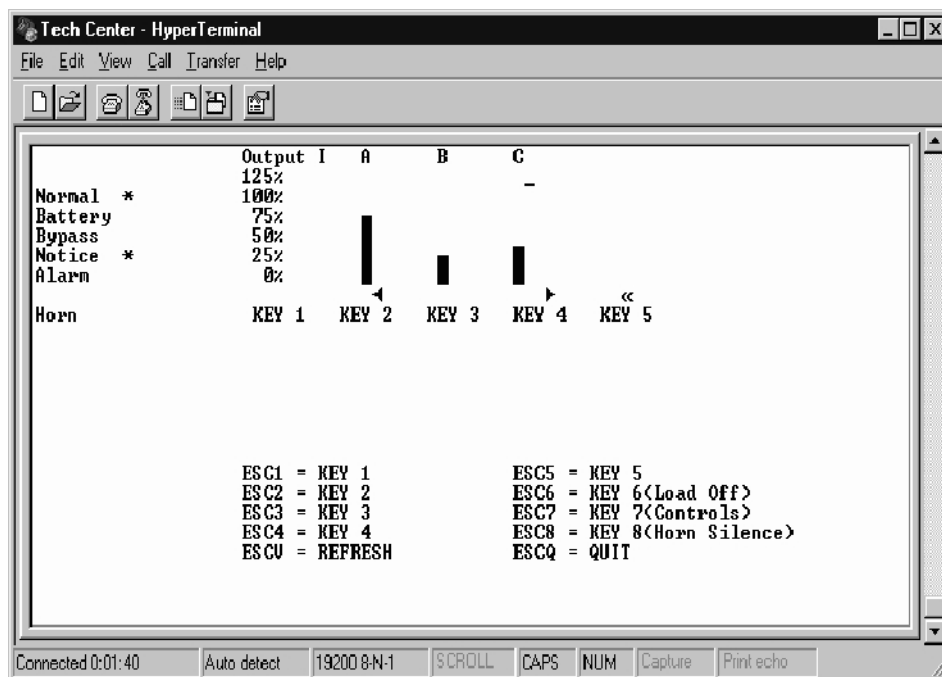 Tech Center - HyperTerminal
File Edit View Call Transfer Help
Output I A B C
125%
Normal * 100%
Battery 75%
Bypass 50%
Notice * 25%
Alarm 0%
«
Horn KEY 1 KEY 2 KEY 3 KEY 4 KEY 5
ESC1 = KEY 1 ESC5 = KEY 5
ESC2 = KEY 2 ESC6 = KEY 6(Load Off)
ESC3 = KEY 3 ESC7 = KEY 7(Controls)
ESC4 = KEY 4 ESC8 = KEY 8(Horn Silence)
ESCV = REFRESH ESCQ = QUIT
Connected 0:01:40 Auto detect 19200 8-N-1 SCROLL CAPS NUM Capture Print echo